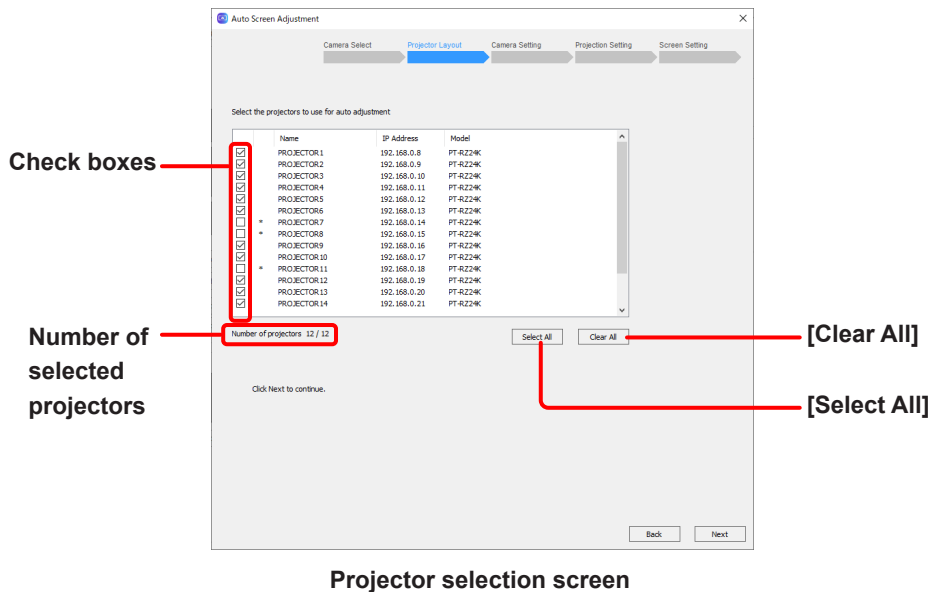 Auto Screen Adjustment
Camera Select Projector Layout Camera Setting Projection Setting Screen Setting
Select the projectors to use for auto adjustment
Name IP Address Model
PROJECTOR1 192.168.0.8 PT-RZ24K
PROJECTOR2 192.168.0.9 PT-RZ24K
PROJECTOR3 192.168.0.10 PT-RZ24K
PROJECTOR4 192.168.0.11 PT-RZ24K
PROJECTOR5 192.168.0.12 PT-RZ24K
PROJECTOR6 192.168.0.13 PT-RZ24K
* PROJECTOR7 192.168.0.14 PT-RZ24K
* PROJECTOR8 192.168.0.15 PT-RZ24K
PROJECTOR9 192.168.0.16 PT-RZ24K
PROJECTOR10 192.168.0.17 PT-RZ24K
* PROJECTOR11 192.168.0.18 PT-RZ24K
PROJECTOR12 192.168.0.19 PT-RZ24K
PROJECTOR13 192.168.0.20 PT-RZ24K
PROJECTOR14 192.168.0.21 PT-RZ24K
Check boxes
Number of projectors 12 / 12
Select All Clear All
Number of
selected
projectors
[Clear All]
[Select All]
Click Next to continue.
Back Next
Projector selection screen